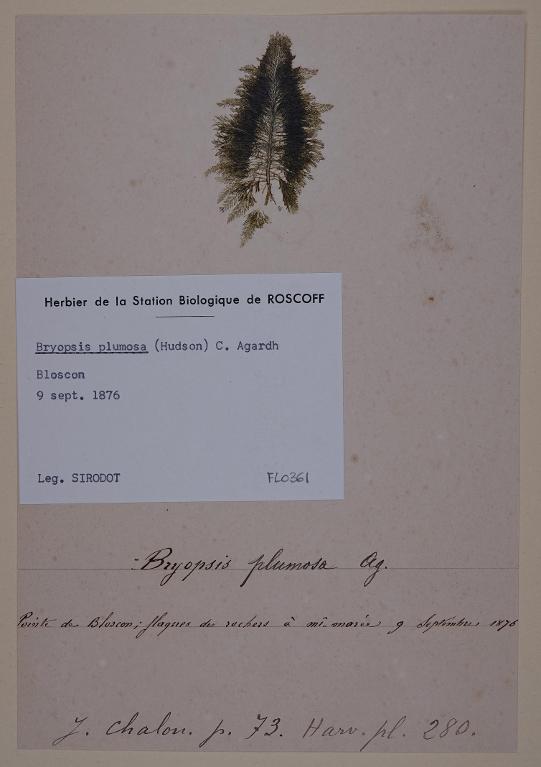 Herbier de la Station Biologique de ROSCOFF
Bryopsis plumosa (Hudson) C. Agardh
Bloscon
9 sept. 1876
Leg. SIRODOT FL0361
Bryopsis plumosa Ag.
Pointe de Bloscon; flaques de rochers à mi-marée 9 Septembre 1876
J. Chalon. p. 73. Harv. pl. 280.